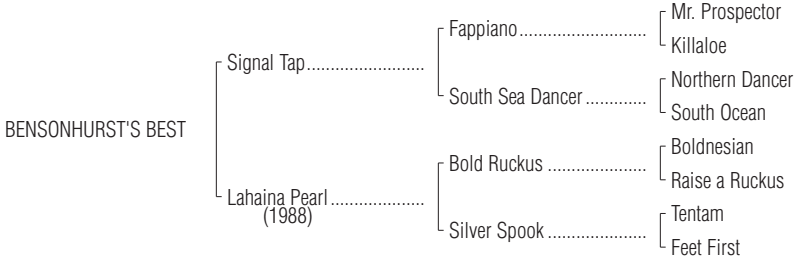 Mr. Prospector
Fappiano..........................
Killaloe
Signal Tap........................
Northern Dancer
South Sea Dancer.............
South Ocean
BENSONHURST'S BEST
Boldnesian
Bold Ruckus ....................
Raise a Ruckus
Lahaina Pearl...................
(1988)
Tentam
Silver Spook ....................
Feet First